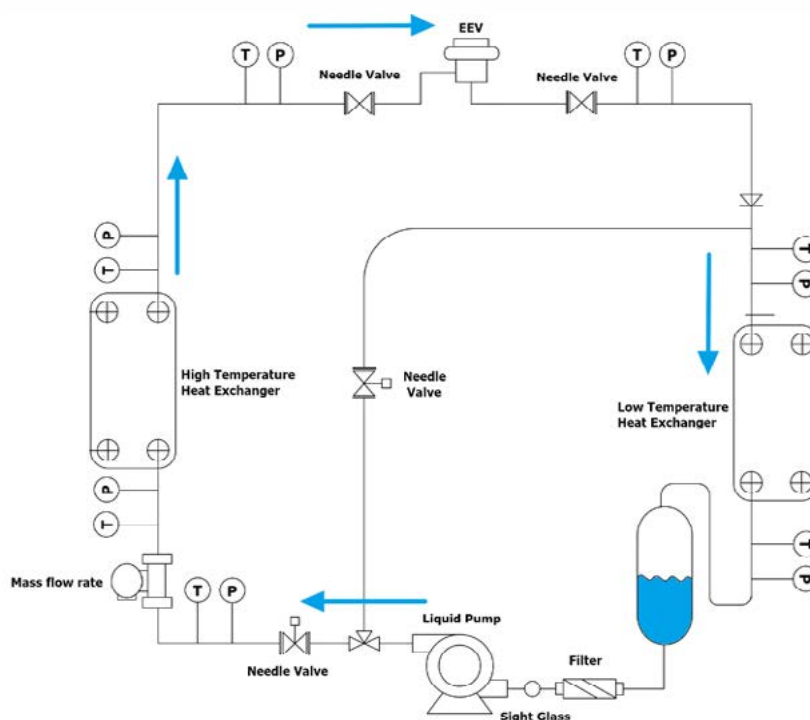 EEV
T
P
T
P
Needle Valve
Needle Valve
P
T
T
P
High Temperature
Heat Exchanger
Needle
Valve
Low Temperature
Heat Exchanger
P
T
T
P
Mass flow rate
T
P
Liquid Pump
Needle Valve
Filter
Sight Glass